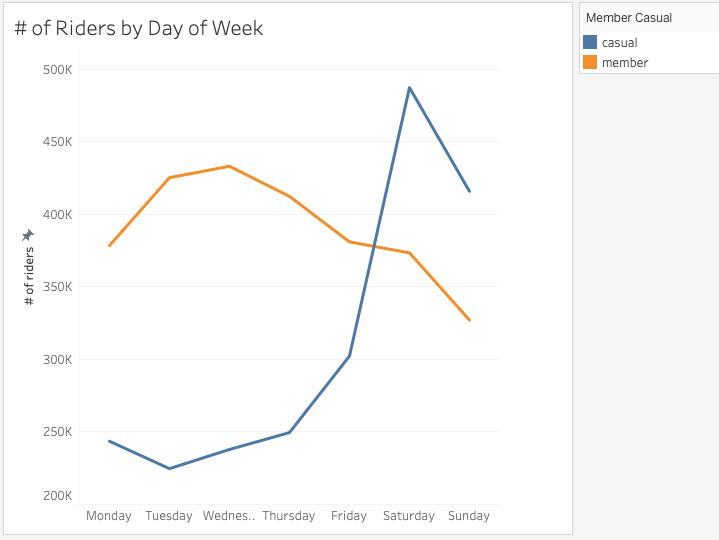 # of Riders by Day of Week
Member Casual
casual
member
500K
450K
400K
350K
300K
250K
200K
# of riders
Monday Tuesday Wednes.. Thursday Friday Saturday Sunday